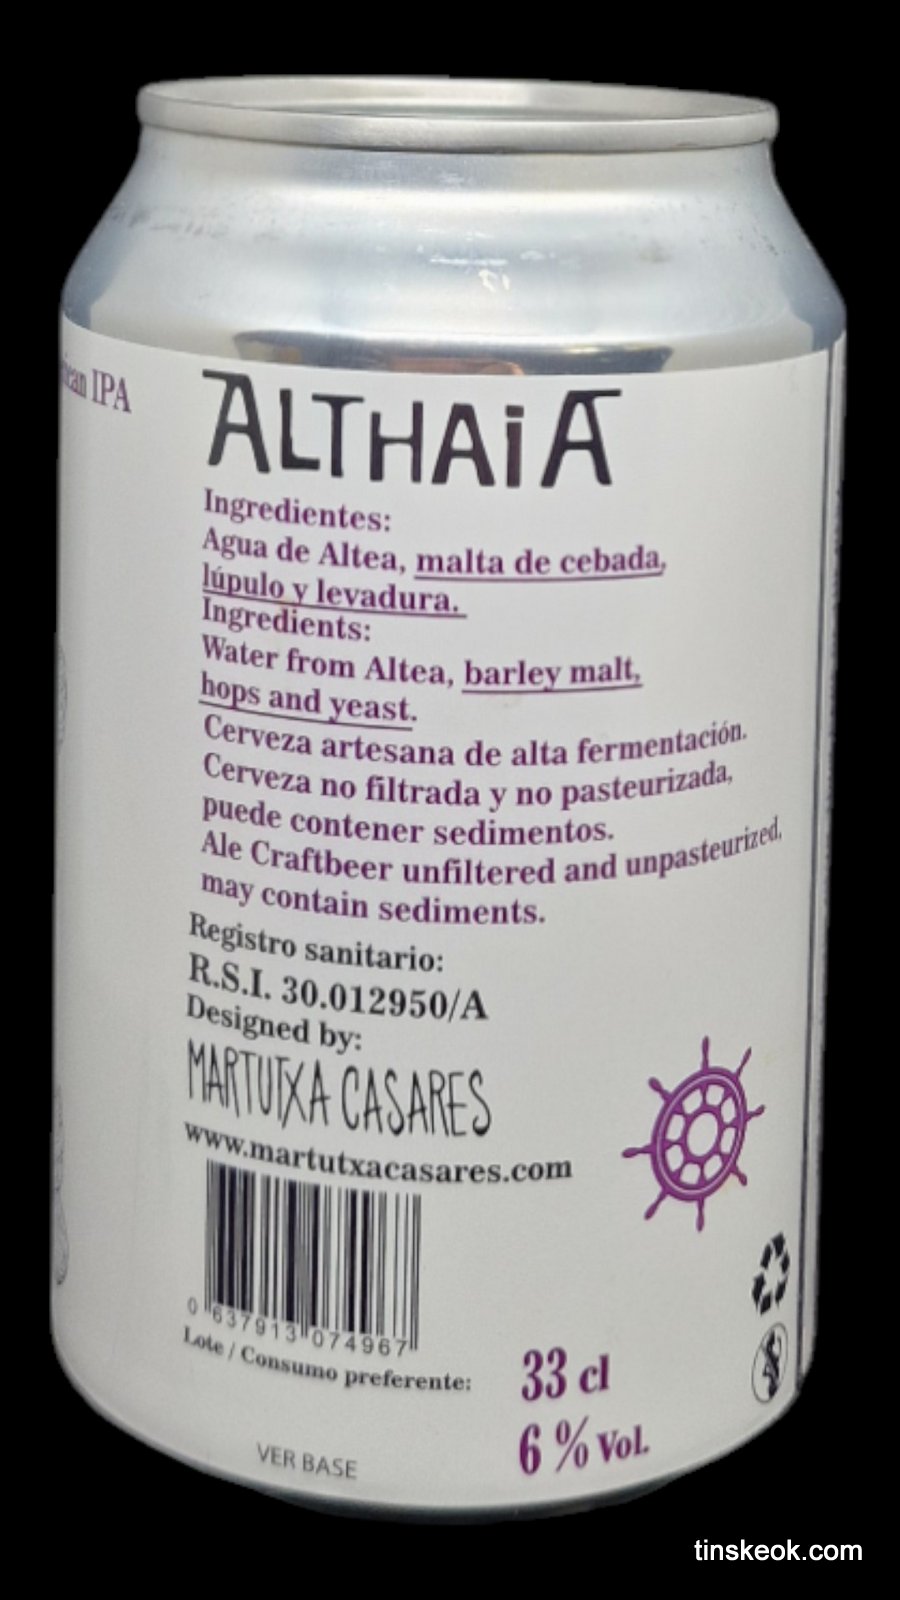 IPA
ALTHAIA
Ingredientes:
Agua de Altea, malta de cebada,
lúpulo y levadura.
Ingredients:
Water from Altea, barley malt,
hops and yeast.
Cerveza artesana de alta fermentación.
Cerveza no filtrada y no pasteurizada,
puede contener sedimentos.
Ale Craftbeer unfiltered and unpasteurized,
may contain sediments.
Registro sanitario:
R.S.I. 30.012950/A
Designed by:
MARTUTXA CASARES
www.martutxacasares.com
0 637913 074967
Lote / Consumo preferente:
33 cl
6 % Vol.
VER BASE
tinskeok.com